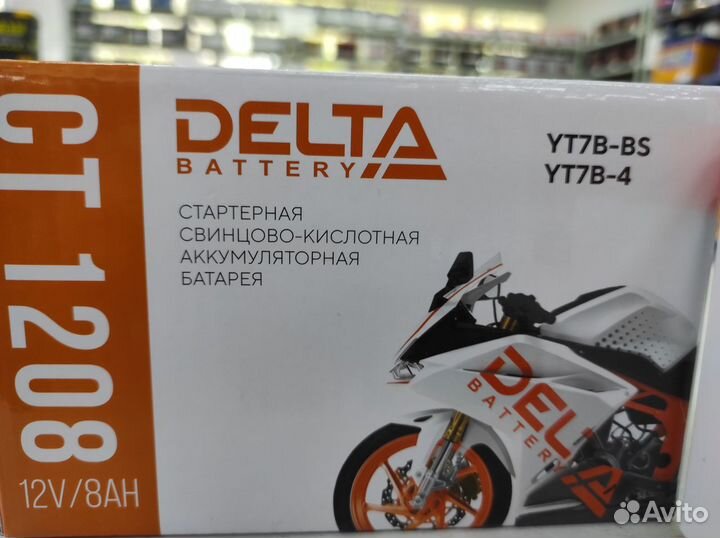 CT 1208
12V/8AH
DELTA
BATTERY
YT7B-BS
YT7B-4
СТАРТЕРНАЯ
СВИНЦОВО-КИСЛОТНАЯ
АККУМУЛЯТОРНАЯ
БАТАРЕЯ
DELTA
BATTERY
Avito